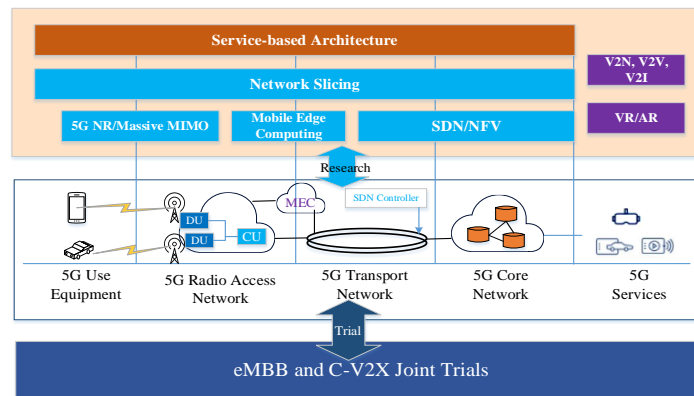 Service-based Architecture
Network Slicing
V2N, V2V,
V2I
5G NR/Massive MIMO
Mobile Edge
Computing
SDN/NFV
VR/AR
Research
MEC
SDN Controller
DU
DU
CU
5G Use
Equipment
5G Radio Access
Network
5G Transport
Network
5G Core
Network
5G
Services
Trial
eMBB and C-V2X Joint Trials